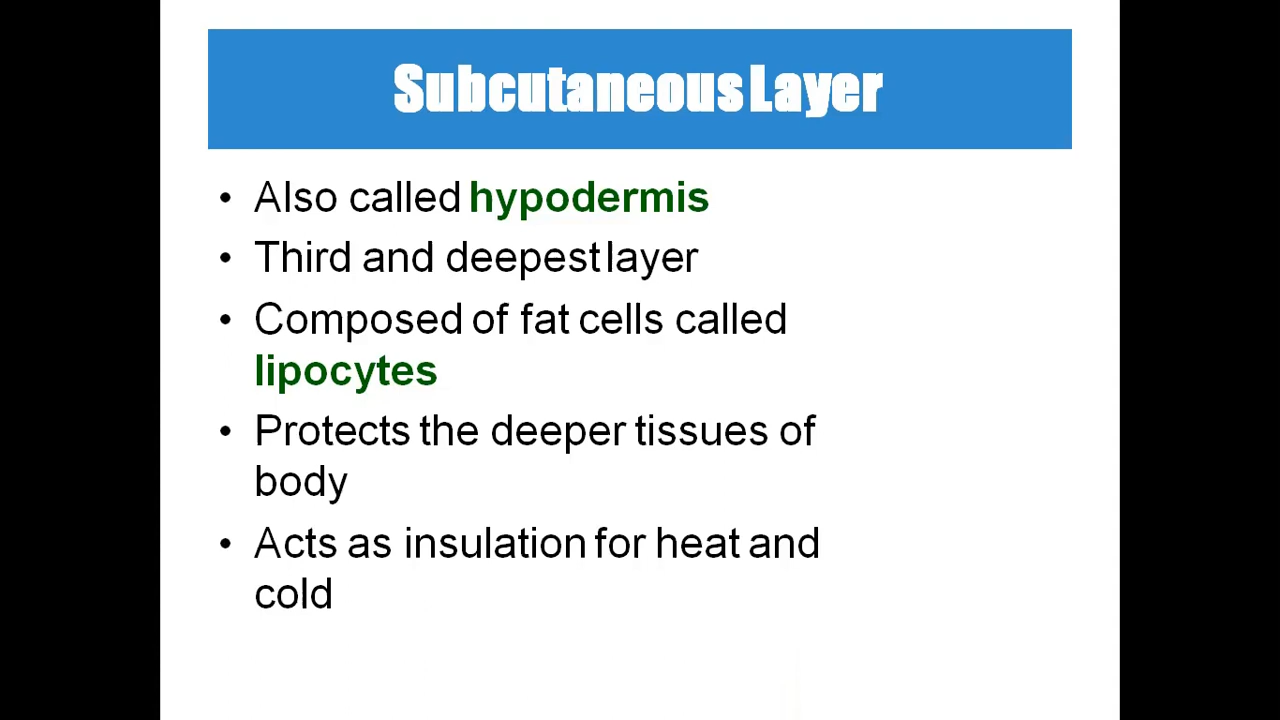 Subcutaneous Layer
• Also called hypodermis
• Third and deepest layer
• Composed of fat cells called
lipocytes
• Protects the deeper tissues of
body
• Acts as insulation for heat and
cold